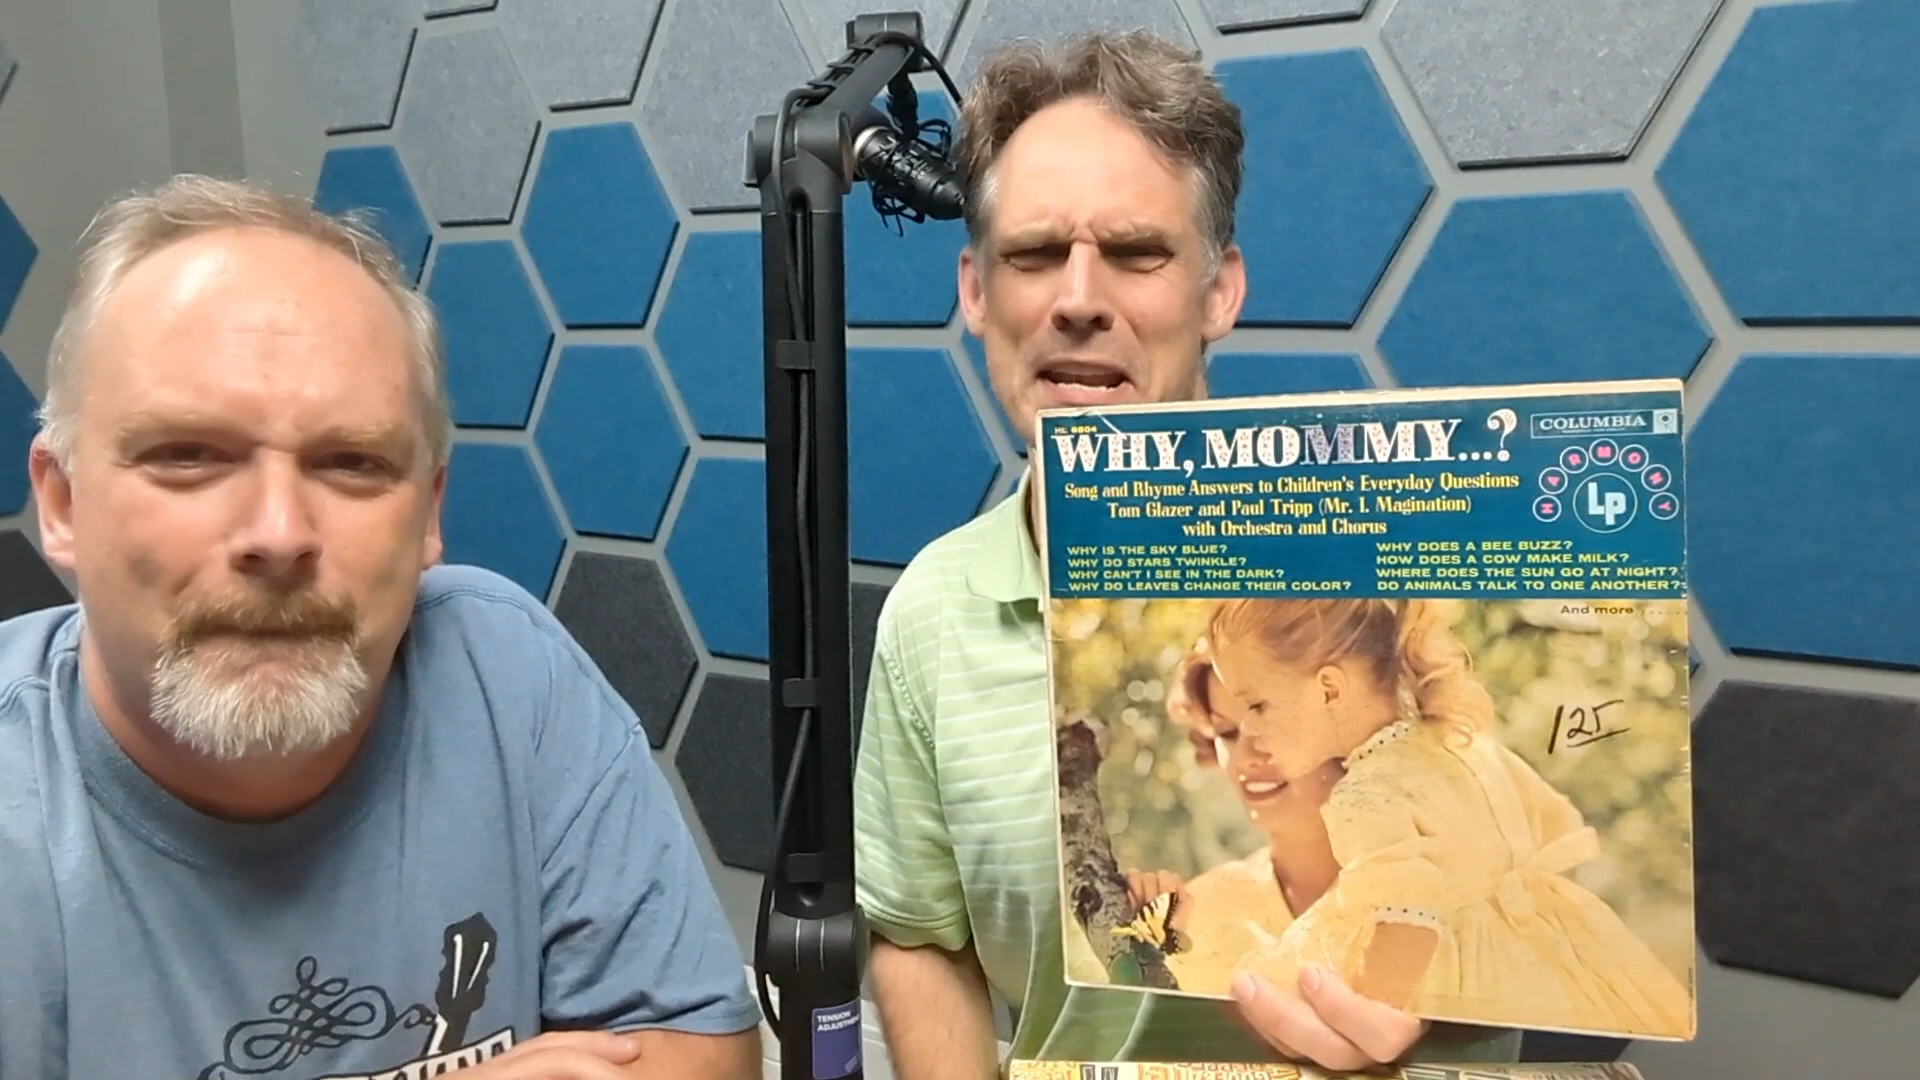 HL 9504
WHY, MOMMY...?
COLUMBIA
HARMONY
Lp
Song and Rhyme Answers to Children's Everyday Questions
Tom Glazer and Paul Tripp (Mr. I. Magination)
with Orchestra and Chorus
WHY IS THE SKY BLUE?
WHY DO STARS TWINKLE?
WHY CAN'T I SEE IN THE DARK?
WHY DO LEAVES CHANGE THEIR COLOR?
WHY DOES A BEE BUZZ?
HOW DOES A COW MAKE MILK?
WHERE DOES THE SUN GO AT NIGHT?
DO ANIMALS TALK TO ONE ANOTHER?
And more .....
125
TENSION